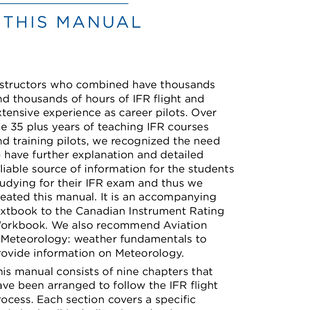 THIS MANUAL
structors who combined have thousands
d thousands of hours of IFR flight and
tensive experience as career pilots. Over
e 35 plus years of teaching IFR courses
d training pilots, we recognized the need
have further explanation and detailed
liable source of information for the students
udying for their IFR exam and thus we
eated this manual. It is an accompanying
xtbook to the Canadian Instrument Rating
orkbook. We also recommend Aviation
Meteorology: weather fundamentals to
ovide information on Meteorology.
his manual consists of nine chapters that
ave been arranged to follow the IFR flight
rocess. Each section covers a specific